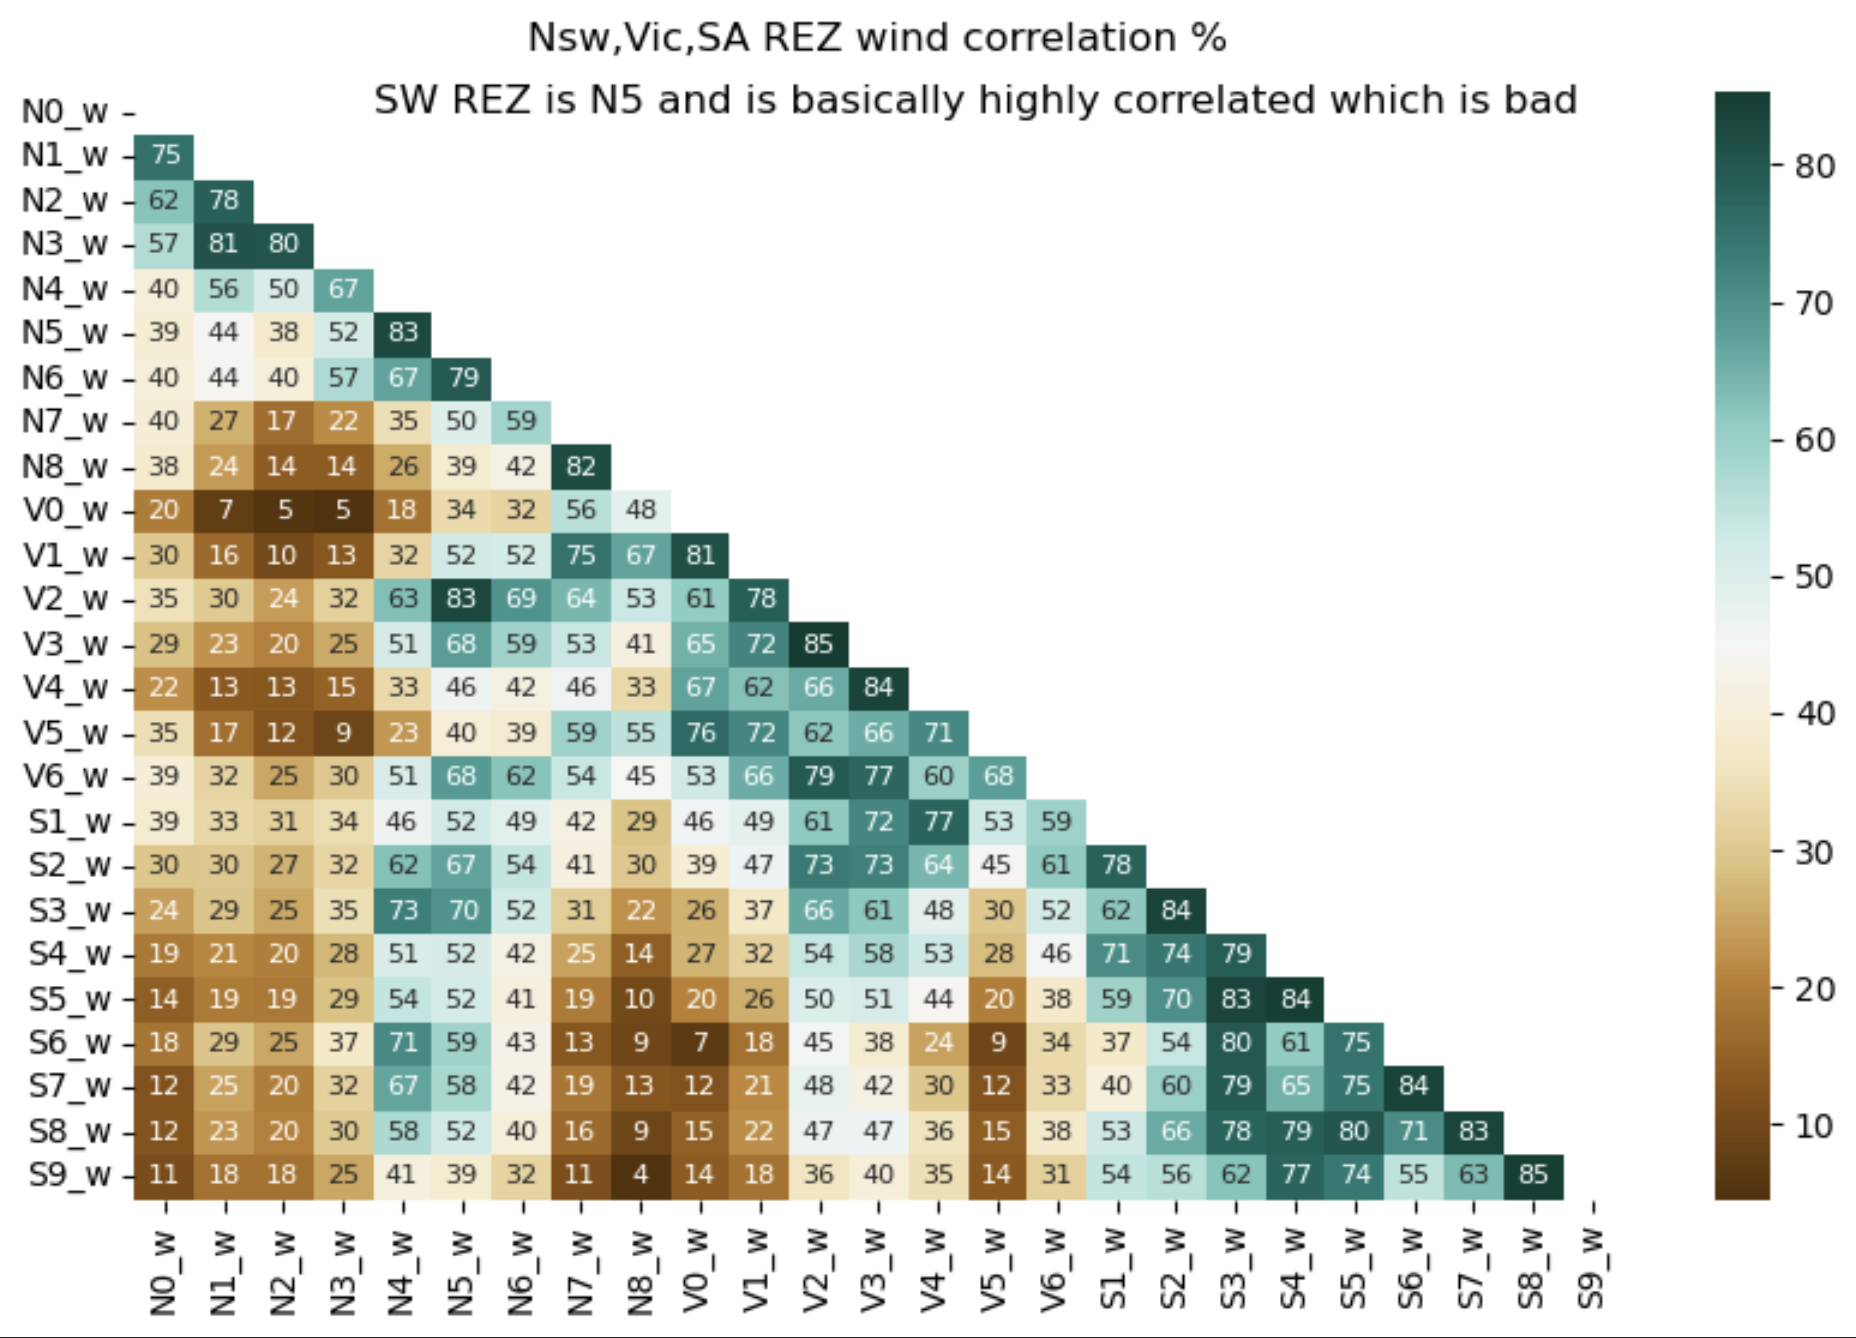 Nsw,Vic,SA REZ wind correlation %
SW REZ is N5 and is basically highly correlated which is bad
N0_w
N1_w 75
N2_w 62 78
N3_w 57 81 80
N4_w 40 56 50 67
N5_w 39 44 38 52 83
N6_w 40 44 40 57 67 79
N7_w 40 27 17 22 35 50 59
N8_w 38 24 14 14 26 39 42 82
V0_w 20 7 5 5 18 34 32 56 48
V1_w 30 16 10 13 32 52 52 75 67 81
V2_w 35 30 24 32 63 83 69 64 53 61 78
V3_w 29 23 20 25 51 68 59 53 41 65 72 85
V4_w 22 13 13 15 33 46 42 46 33 67 62 66 84
V5_w 35 17 12 9 23 40 39 59 55 76 72 62 66 71
V6_w 39 32 25 30 51 68 62 54 45 53 66 79 77 60 68
S1_w 39 33 31 34 46 52 49 42 29 46 49 61 72 77 53 59
S2_w 30 30 27 32 62 67 54 41 30 39 47 73 73 64 45 61 78
S3_w 24 29 25 35 73 70 52 31 22 26 37 66 61 48 30 52 62 84
S4_w 19 21 20 28 51 52 42 25 14 27 32 54 58 53 28 46 71 74 79
S5_w 14 19 19 29 54 52 41 19 10 20 26 50 51 44 20 38 59 70 83 84
S6_w 18 29 25 37 71 59 43 13 9 7 18 45 38 24 9 34 37 54 80 61 75
S7_w 12 25 20 32 67 58 42 19 13 12 21 48 42 30 12 33 40 60 79 65 75 84
S8_w 12 23 20 30 58 52 40 16 9 15 22 47 47 36 15 38 53 66 78 79 80 71 83
S9_w 11 18 18 25 41 39 32 11 4 14 18 36 40 35 14 31 54 56 62 77 74 55 63 85
N0_w N1_w N2_w N3_w N4_w N5_w N6_w N7_w N8_w V0_w V1_w V2_w V3_w V4_w V5_w V6_w S1_w S2_w S3_w S4_w S5_w S6_w S7_w S8_w S9_w
80
70
60
50
40
30
20
10